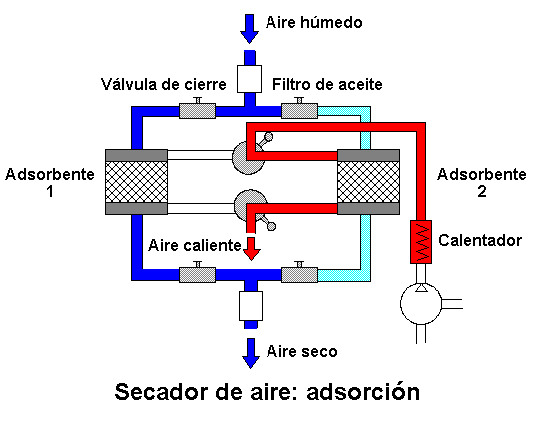 Aire húmedo
Válvula de cierre
Filtro de aceite
Adsorbente
1
Adsorbente
2
Aire caliente
Calentador
Aire seco
Secador de aire: adsorción